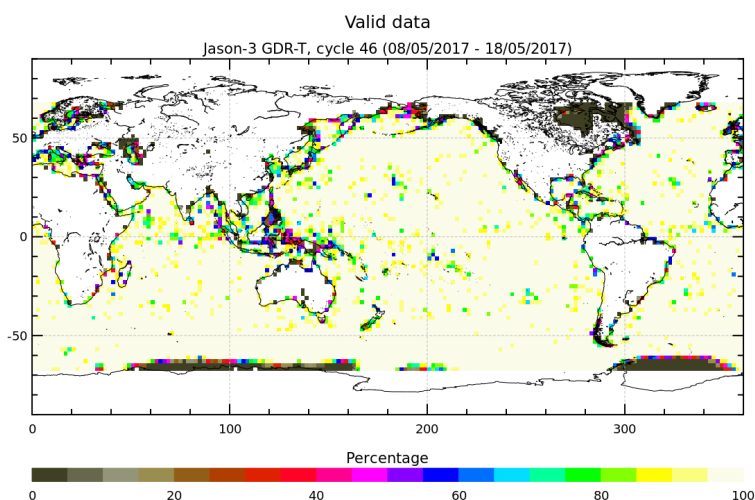 Valid data
Jason-3 GDR-T, cycle 46 (08/05/2017 - 18/05/2017)
50
0
-50
0 100 200 300
Percentage
0 20 40 60 80 100